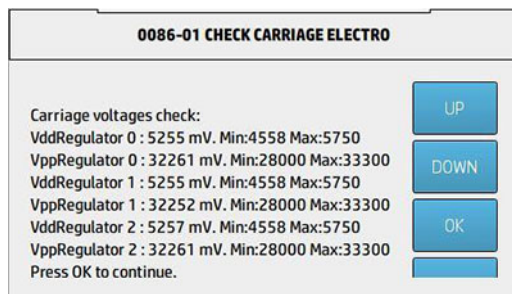 0086-01 CHECK CARRIAGE ELECTRO
Carriage voltages check:
VddRegulator 0 : 5255 mV. Min:4558 Max:5750
VppRegulator 0 : 32261 mV. Min:28000 Max:33300
VddRegulator 1 : 5255 mV. Min:4558 Max:5750
VppRegulator 1 : 32252 mV. Min:28000 Max:33300
VddRegulator 2 : 5257 mV. Min:4558 Max:5750
VppRegulator 2 : 32261 mV. Min:28000 Max:33300
Press OK to continue.
UP
DOWN
OK